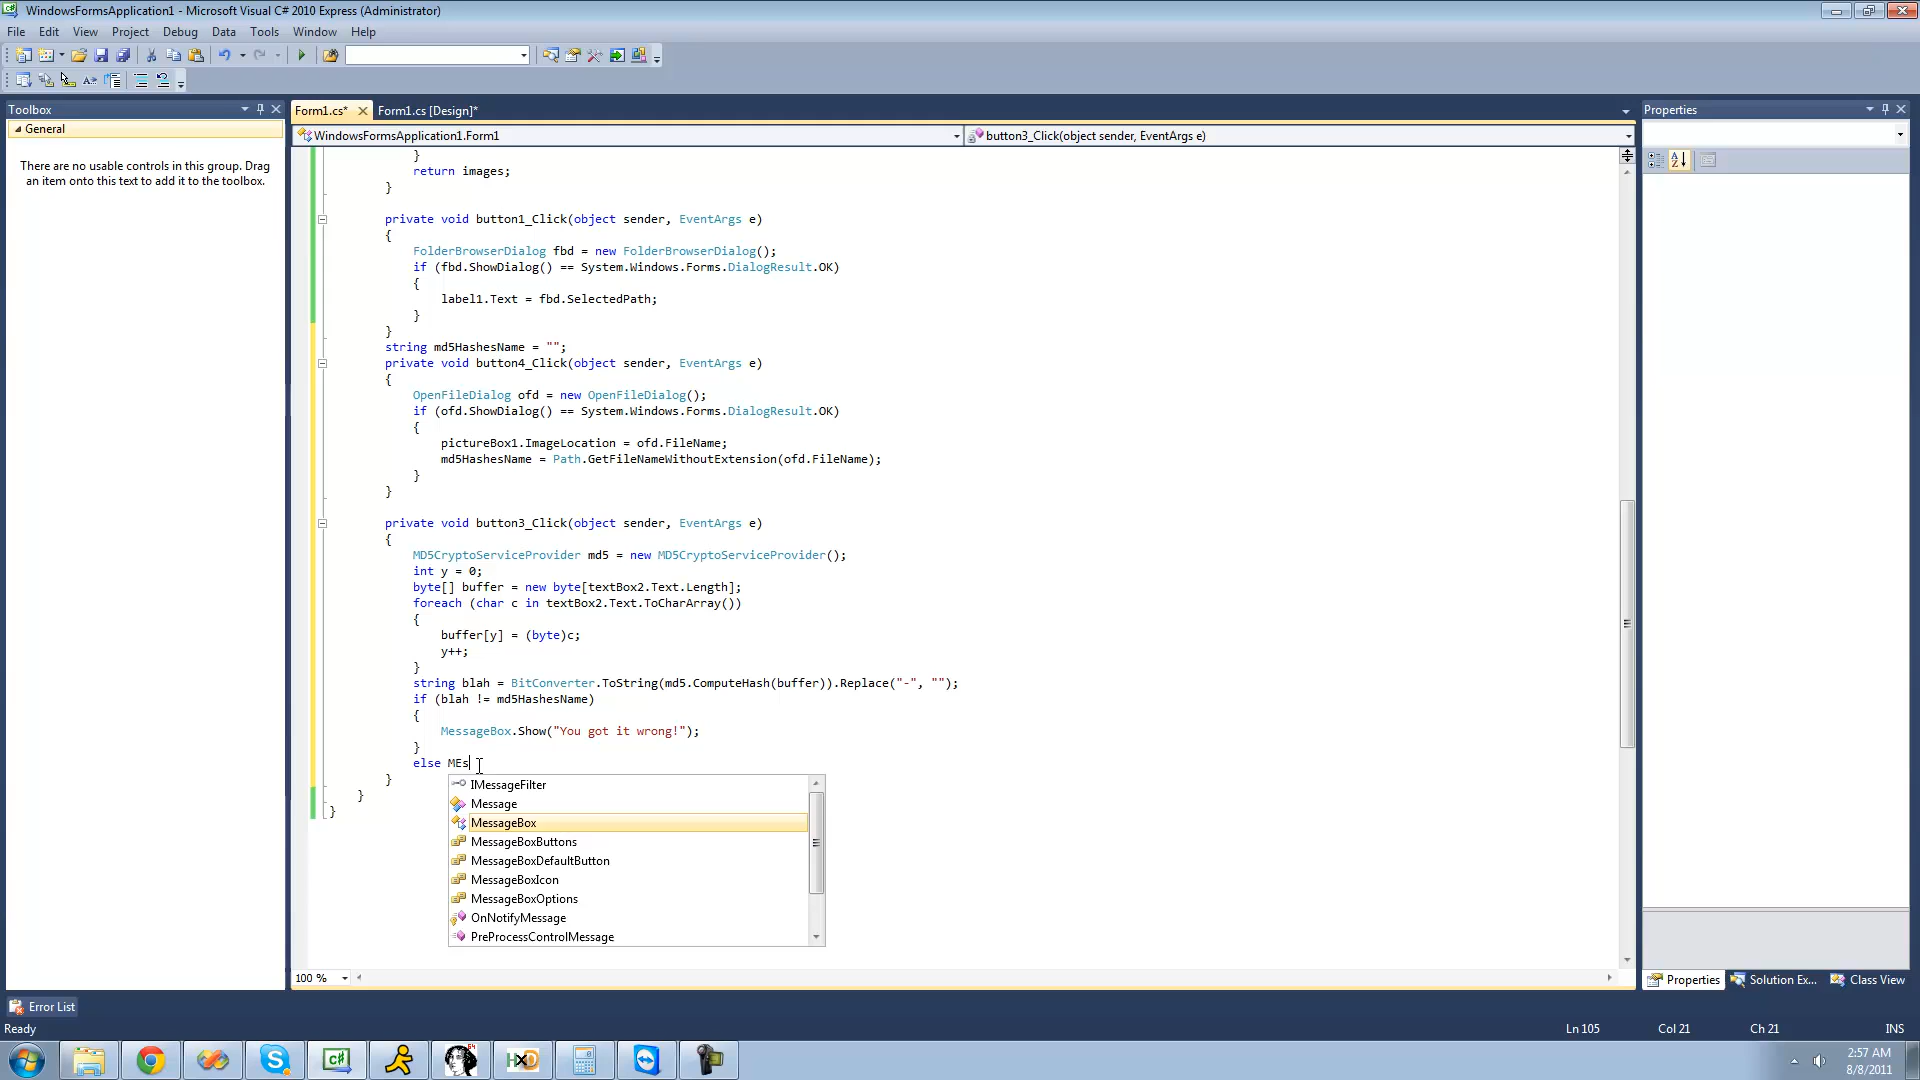 WindowsFormsApplication1 - Microsoft Visual C# 2010 Express (Administrator)
File Edit View Project Debug Tools Data Window Help
Toolbox
General
There are no usable controls in this group. Drag
an item onto this text to add it to the toolbox.
Form1.cs* Form1.cs [Design]*
WindowsFormsApplication1.Form1
button3_Click(object sender, EventArgs e)
}
return images;
}
private void button1_Click(object sender, EventArgs e)
{
FolderBrowserDialog fbd = new FolderBrowserDialog();
if (fbd.ShowDialog() == System.Windows.Forms.DialogResult.OK)
{
label1.Text = fbd.SelectedPath;
}
}
string md5HashesName = "";
private void button4_Click(object sender, EventArgs e)
{
OpenFileDialog ofd = new OpenFileDialog();
if (ofd.ShowDialog() == System.Windows.Forms.DialogResult.OK)
{
pictureBox1.ImageLocation = ofd.FileName;
md5HashesName = Path.GetFileNameWithoutExtension(ofd.FileName);
}
}
private void button3_Click(object sender, EventArgs e)
{
MD5CryptoServiceProvider md5 = new MD5CryptoServiceProvider();
int y = 0;
byte[] buffer = new byte[textBox2.Text.Length];
foreach (char c in textBox2.Text.ToCharArray())
{
buffer[y] = (byte)c;
y++;
}
string blah = BitConverter.ToString(md5.ComputeHash(buffer)).Replace("-", "");
if (blah != md5HashesName)
{
MessageBox.Show("You got it wrong!");
}
else MEs
}
}
}
IMessageFilter
Message
MessageBox
MessageBoxButtons
MessageBoxDefaultButton
MessageBoxIcon
MessageBoxOptions
OnNotifyMessage
PreProcessControlMessage
100 %
Properties
Properties Solution Ex... Class View
Error List
Ready
Ln 105 Col 21 Ch 21 INS
2:57 AM
8/8/2011